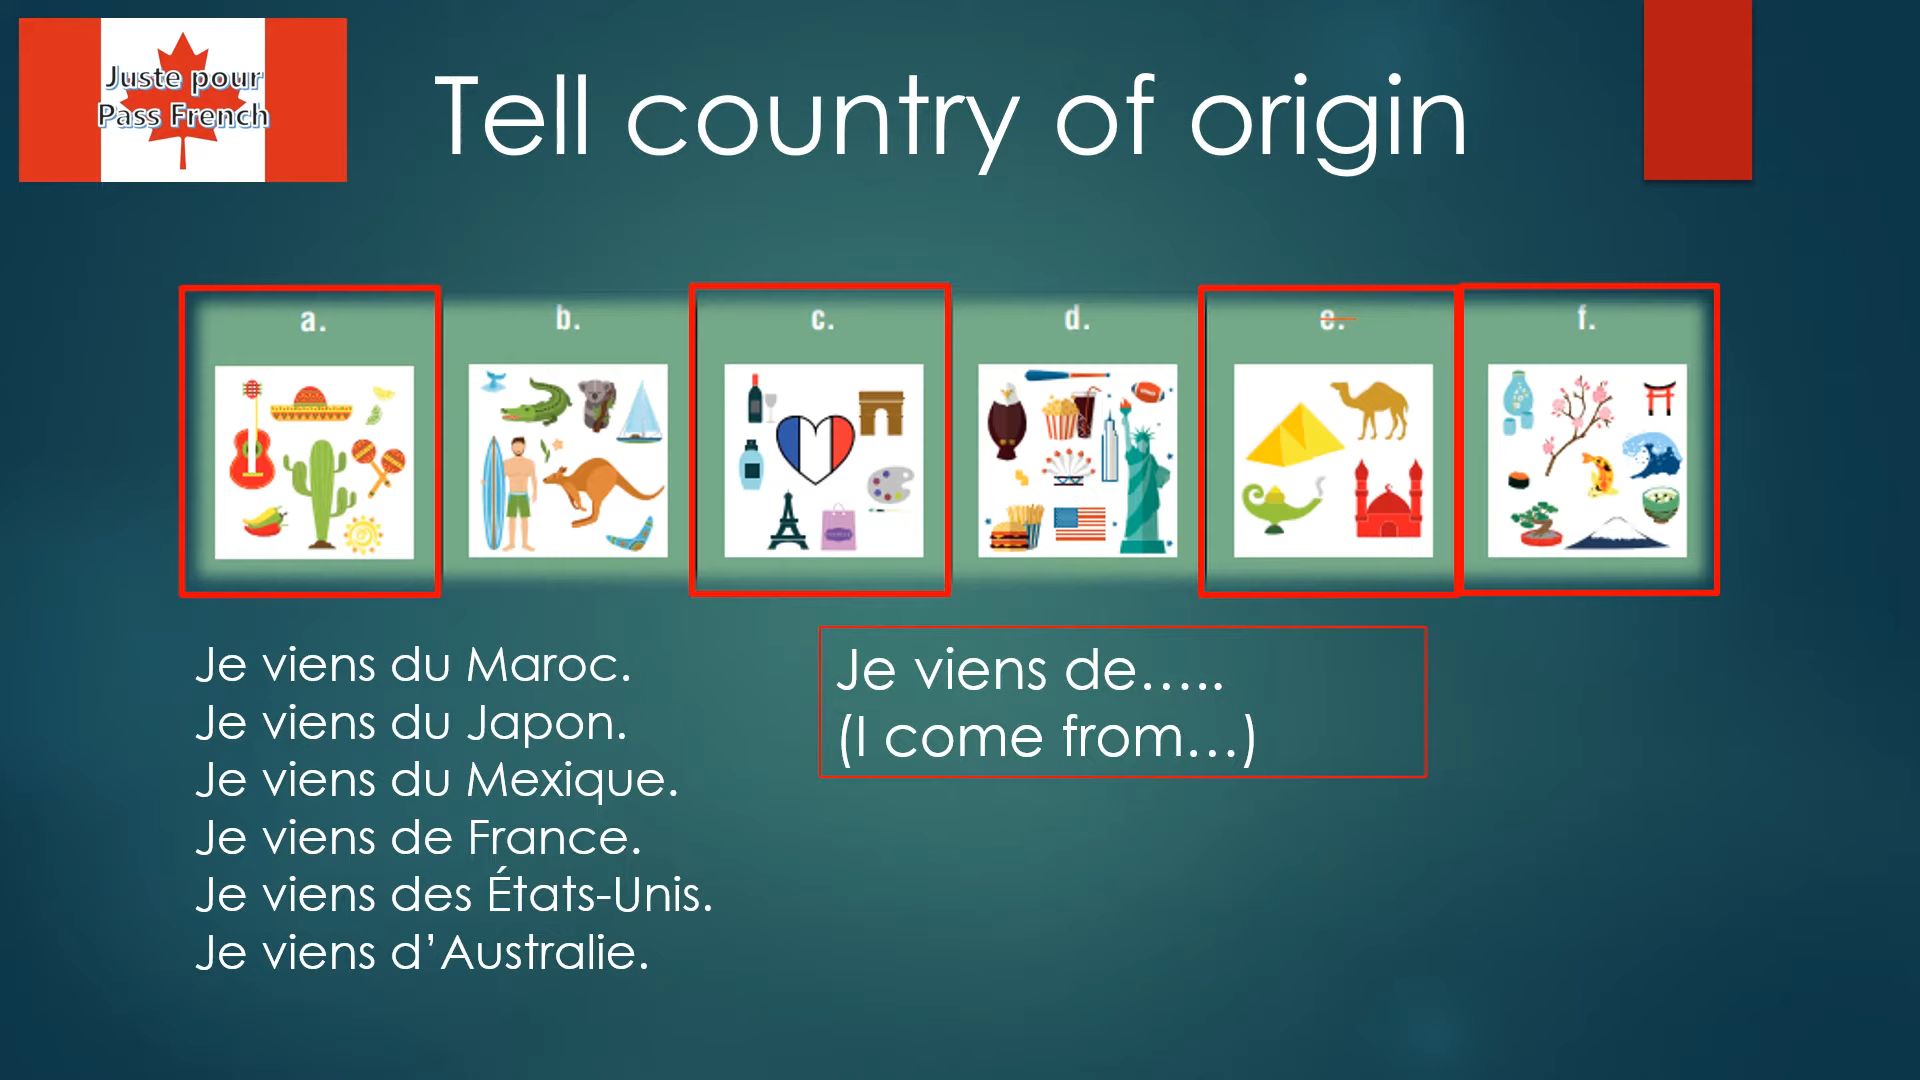 Juste pour
Pass French
Tell country of origin
a. b. c. d. e. f.
Je viens du Maroc.
Je viens du Japon.
Je viens du Mexique.
Je viens de France.
Je viens des États-Unis.
Je viens d’Australie.
Je viens de.....
(I come from...)